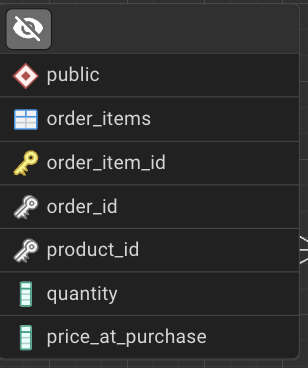 public
order_items
order_item_id
order_id
product_id
quantity
price_at_purchase